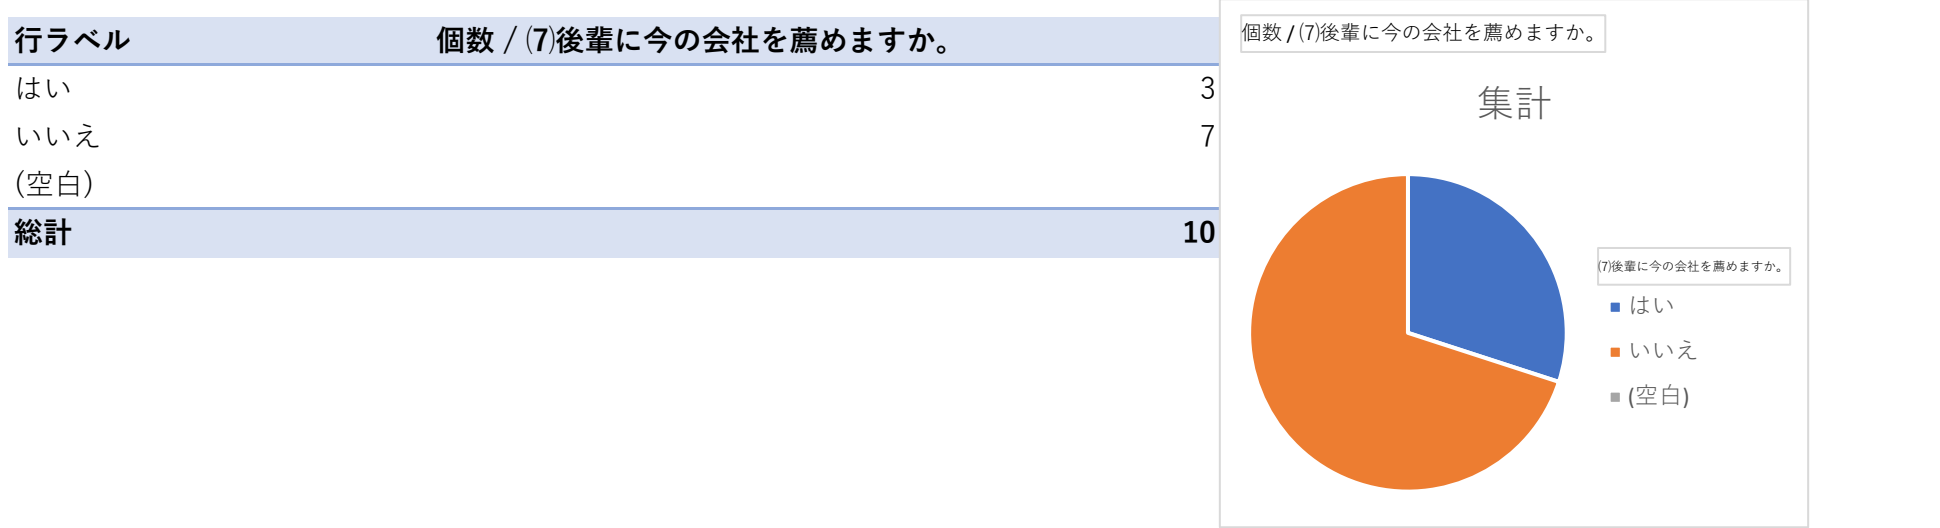 行ラベル 個数 / ⑺後輩に今の会社を薦めますか。
はい 3
いいえ 7
(空白)
総計 10
個数 / ⑺後輩に今の会社を薦めますか。
集計
⑺後輩に今の会社を薦めますか。
はい
いいえ
(空白)